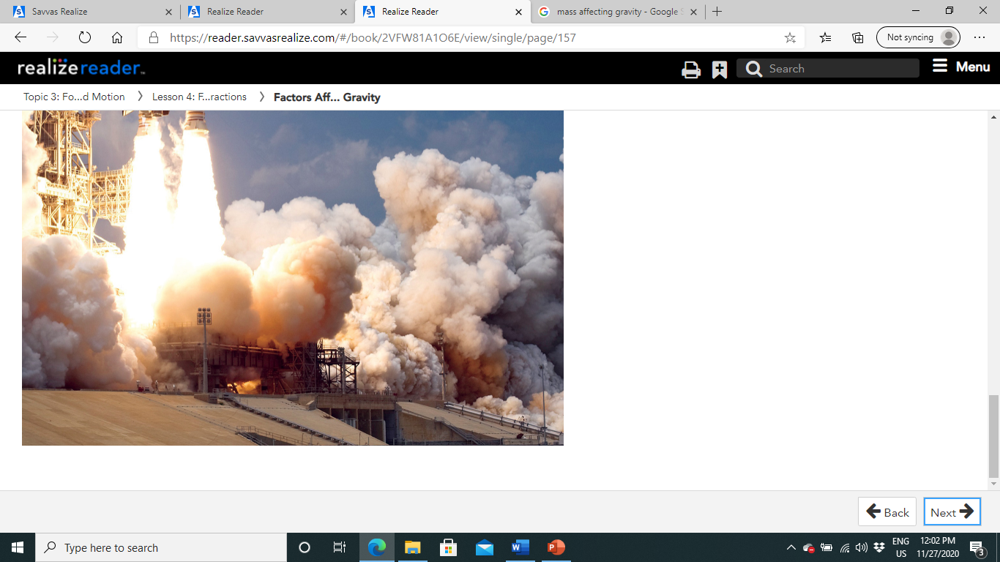 Savvas Realize
Realize Reader
Realize Reader
mass affecting gravity - Google S
https://reader.savvasrealize.com/#/book/2VFW81A1O6E/view/single/page/157
Not syncing
realize reader™
Search
Menu
Topic 3: Fo...d Motion
Lesson 4: F...ractions
Factors Aff... Gravity
Back
Next
Type here to search
ENG
US
12:02 PM
11/27/2020
3